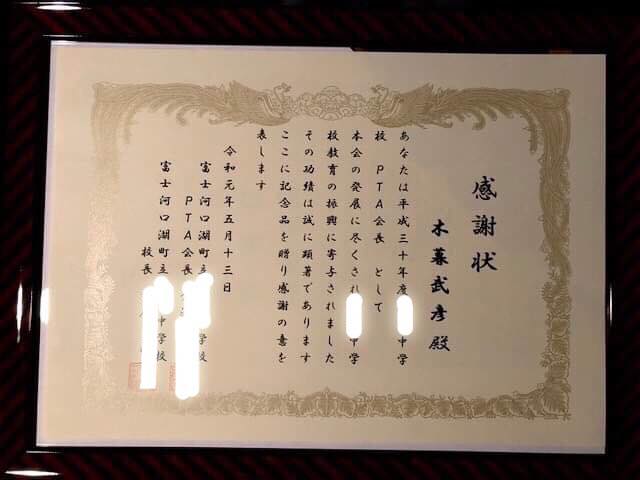 感謝状
木暮武彦 殿
あなたは平成三十年度 中学
校 PTA会長 として
本会の発展に尽くされ 中学
校教育の振興に寄与されました
その功績は誠に顕著であります
ここに記念品を贈り感謝の意を
表します
令和元年五月十三日
富士河口湖町立 中学校
PTA会長
富士河口湖町立 中学校
校長